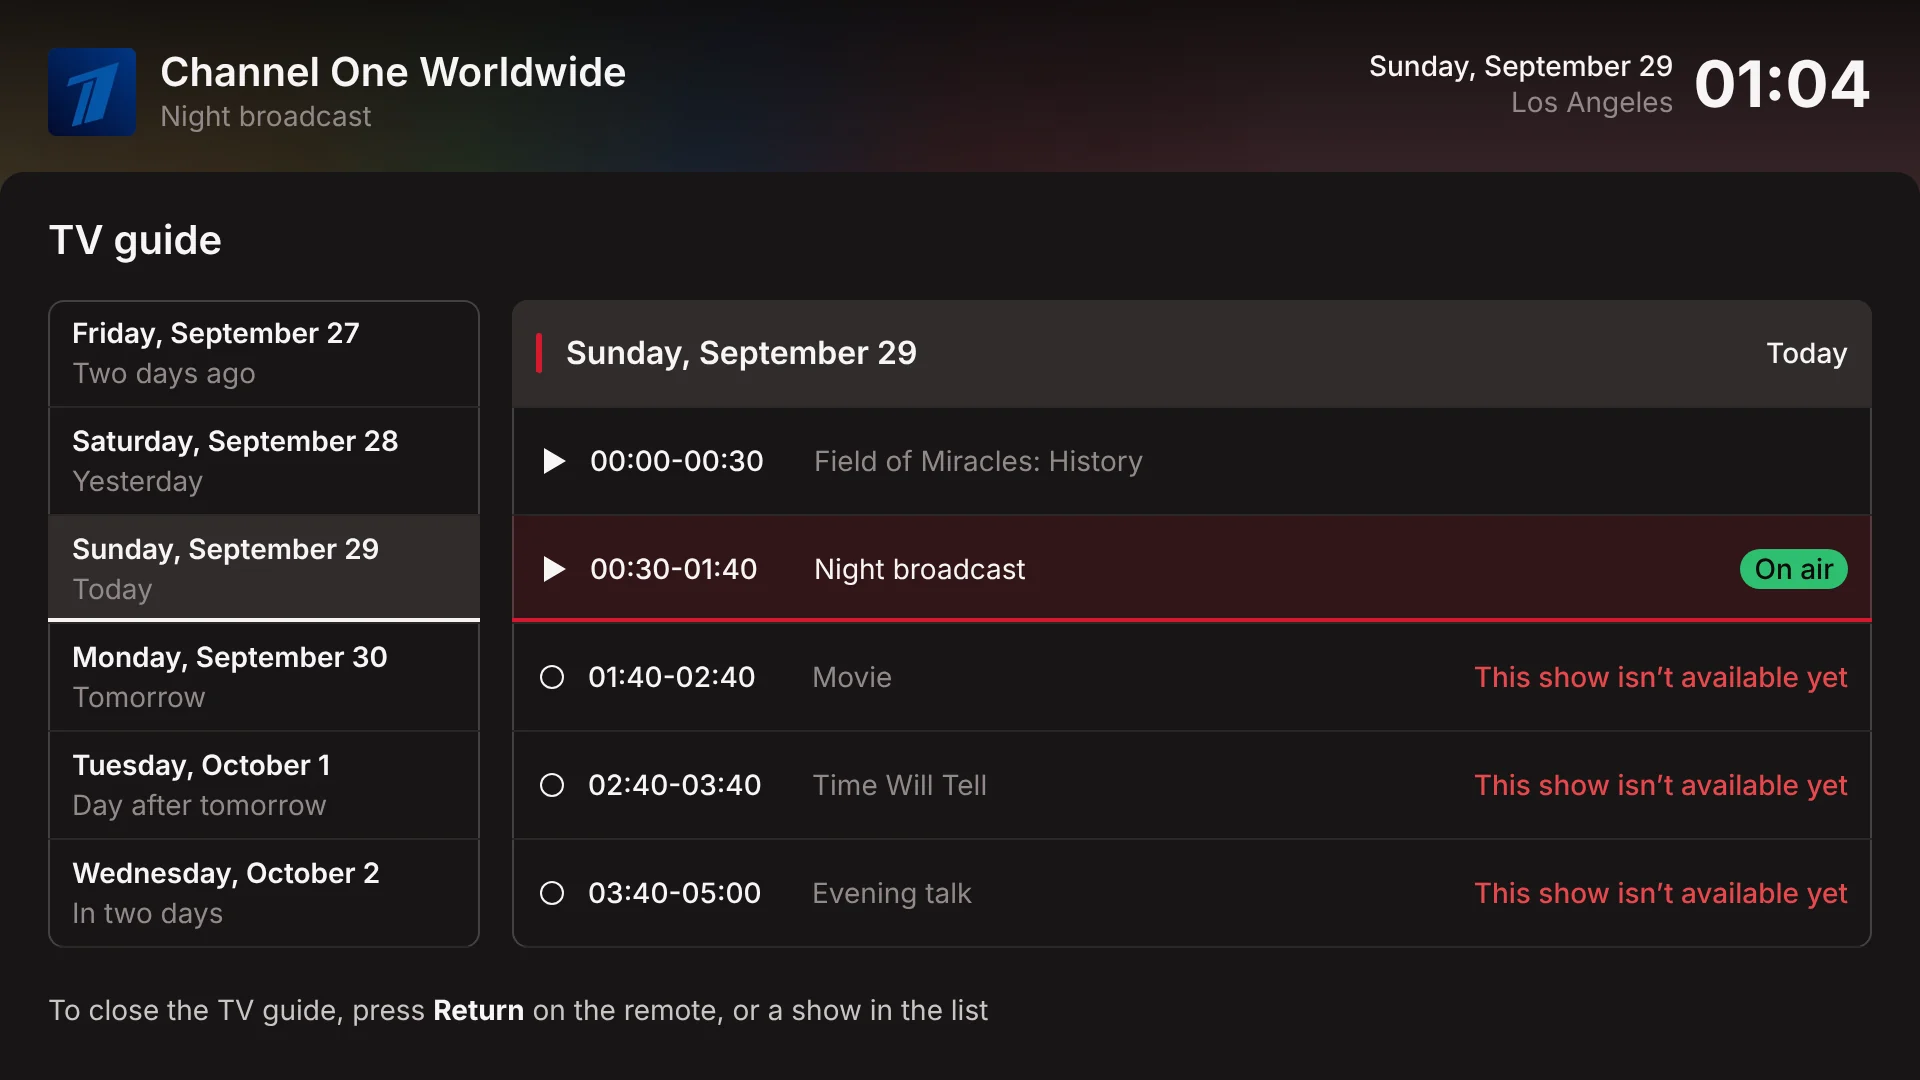 Channel One Worldwide
Night broadcast
Sunday, September 29
Los Angeles
01:04
TV guide
Friday, September 27
Two days ago
Saturday, September 28
Yesterday
Sunday, September 29
Today
Monday, September 30
Tomorrow
Tuesday, October 1
Day after tomorrow
Wednesday, October 2
In two days
Sunday, September 29 Today
00:00-00:30 Field of Miracles: History
00:30-01:40 Night broadcast On air
01:40-02:40 Movie This show isn’t available yet
02:40-03:40 Time Will Tell This show isn’t available yet
03:40-05:00 Evening talk This show isn’t available yet
To close the TV guide, press Return on the remote, or a show in the list